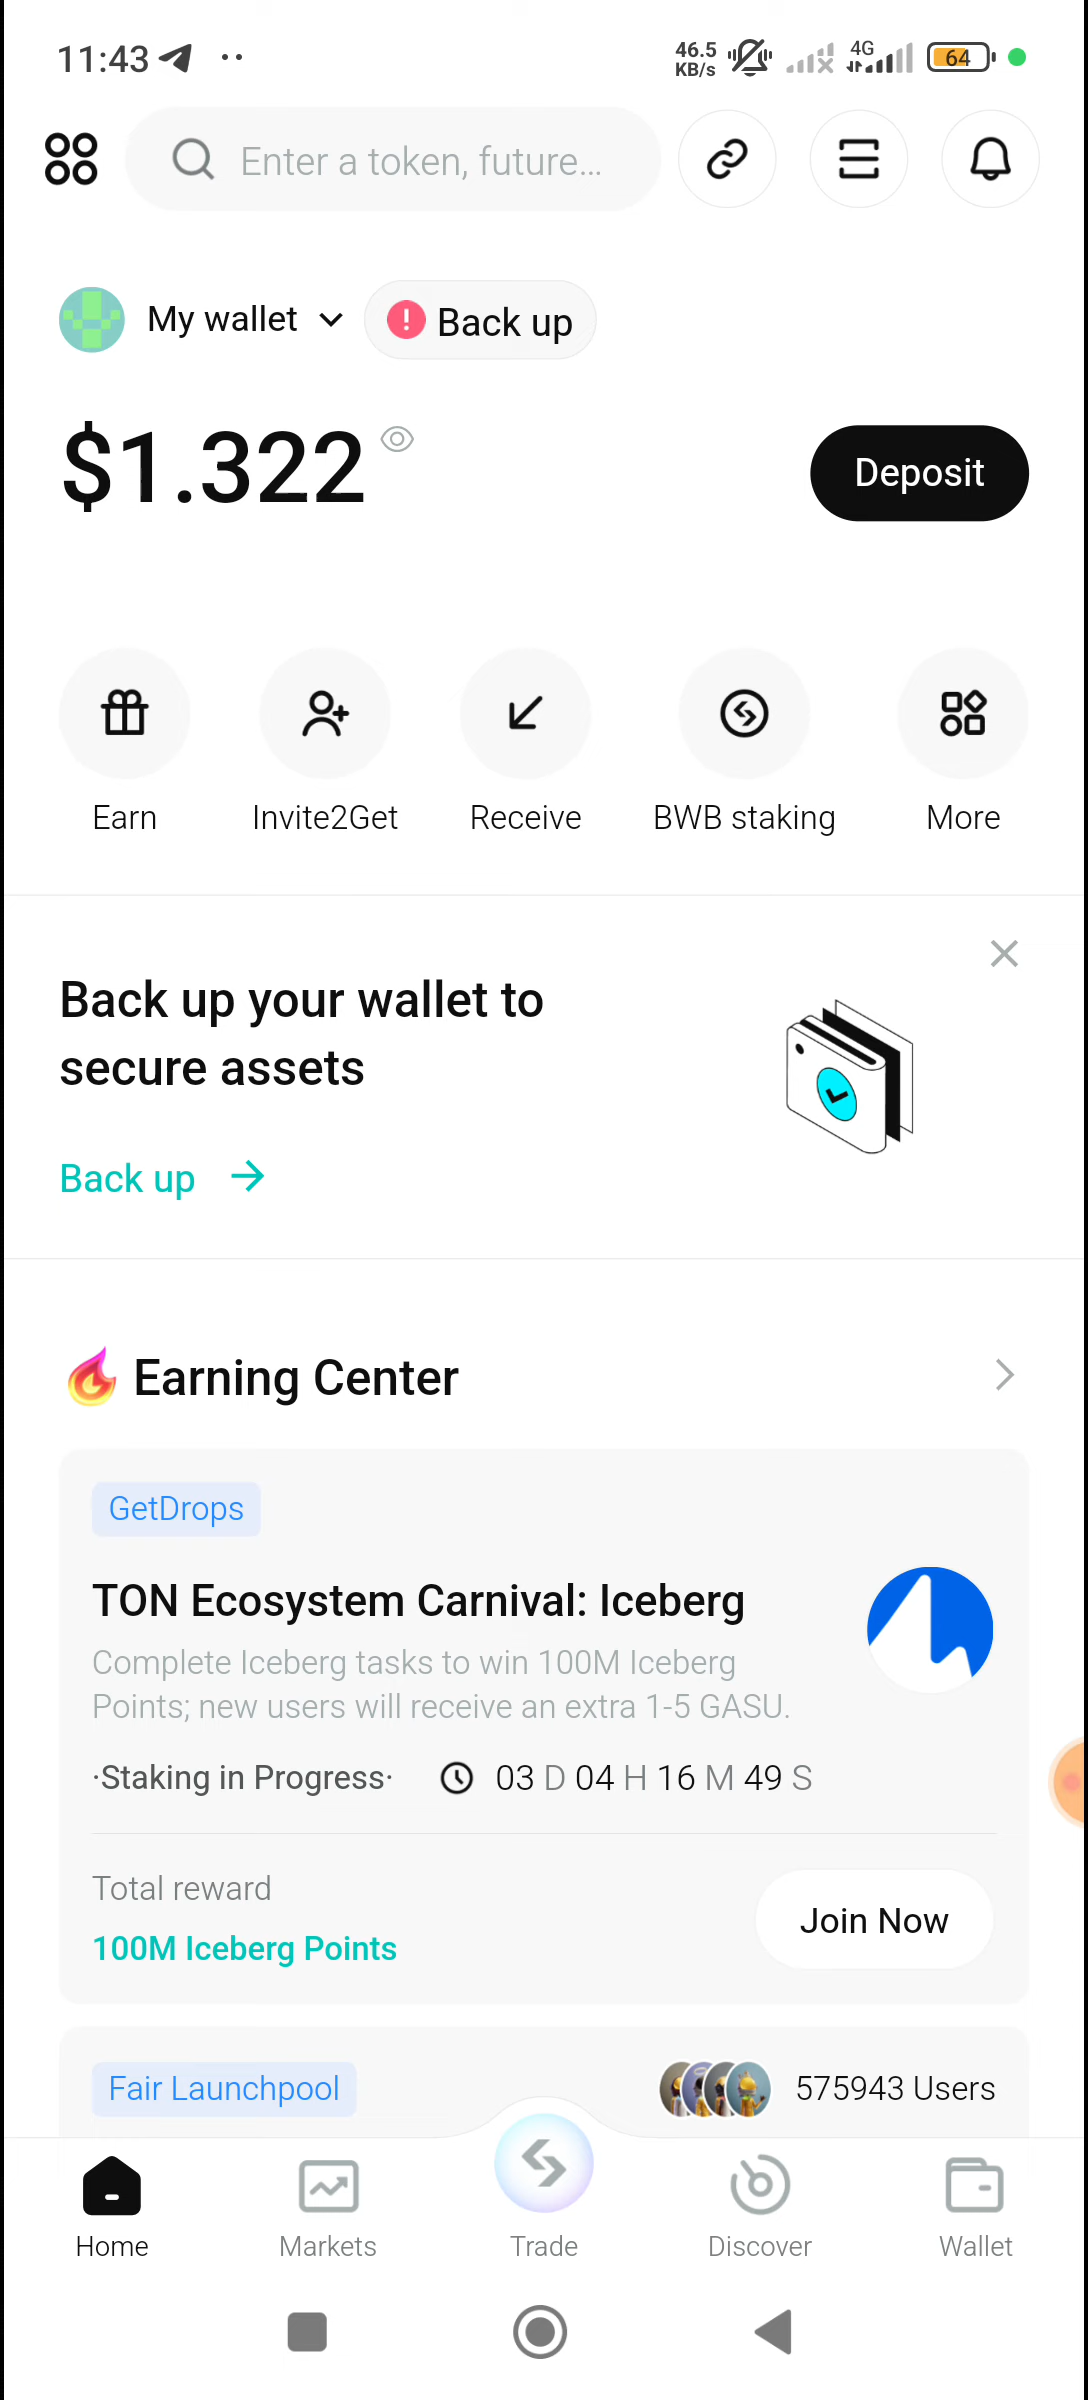 11:43
46.5
KB/s
4G
64
Enter a token, future...
My wallet
Back up
$1.322
Deposit
Earn
Invite2Get
Receive
BWB staking
More
Back up your wallet to
secure assets
Back up
Earning Center
GetDrops
TON Ecosystem Carnival: Iceberg
Complete Iceberg tasks to win 100M Iceberg
Points; new users will receive an extra 1-5 GASU.
·Staking in Progress· 03 D 04 H 16 M 49 S
Total reward
100M Iceberg Points
Join Now
Fair Launchpool
575943 Users
Home
Markets
Trade
Discover
Wallet